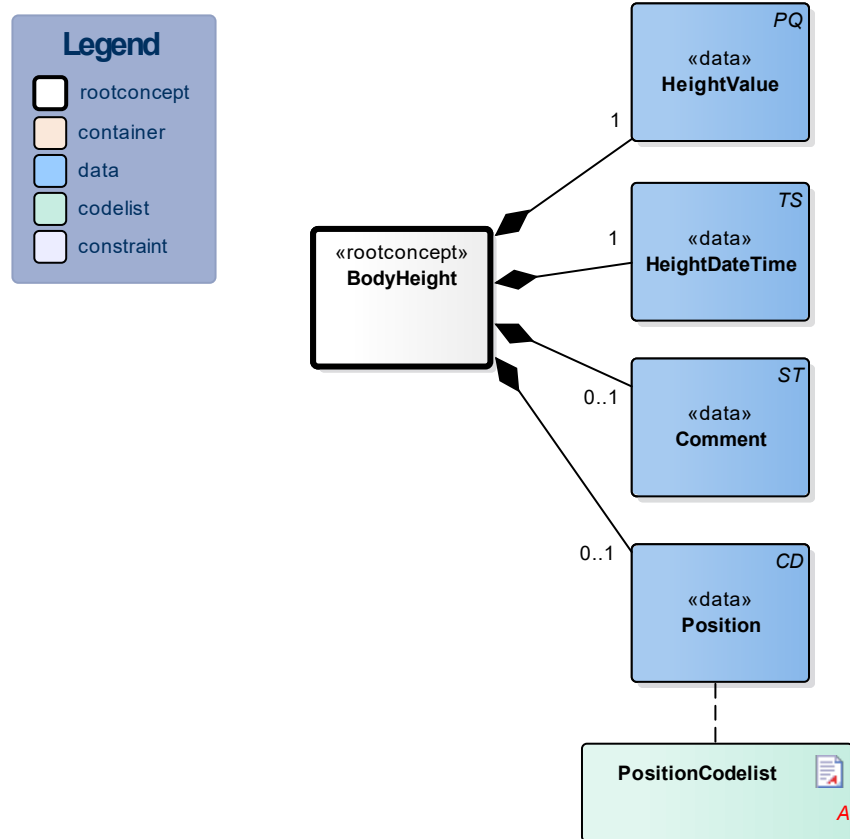 Legend
rootconcept
container
data
codelist
constraint
PQ
«data»
HeightValue
1
TS
«data»
HeightDateTime
1
«rootconcept»
BodyHeight
ST
«data»
Comment
0..1
CD
«data»
Position
0..1
PositionCodelist
A